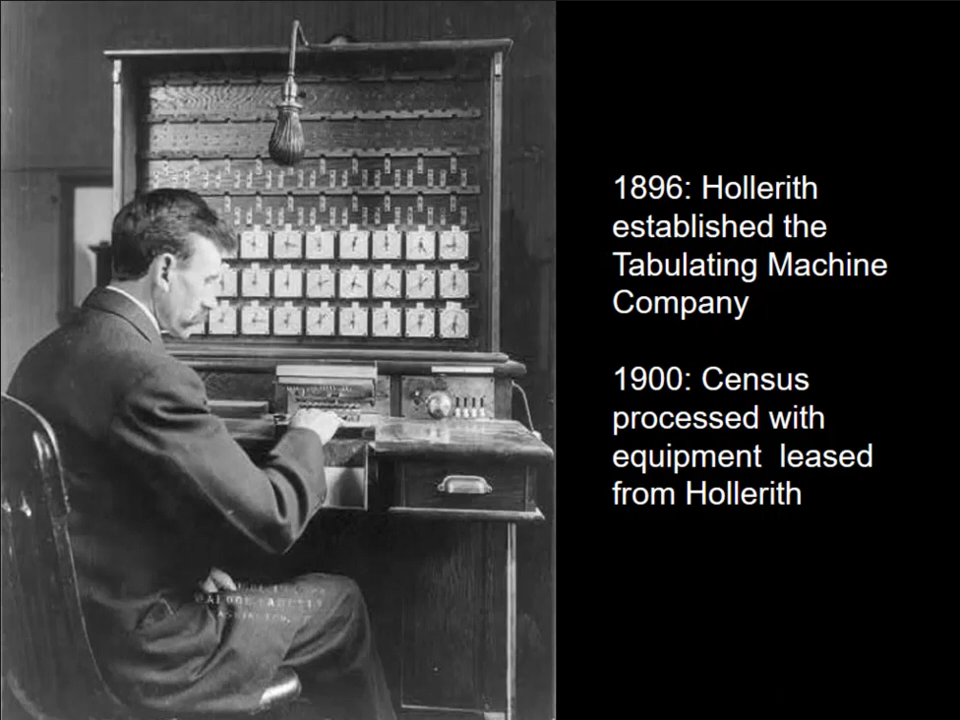 1896: Hollerith
established the
Tabulating Machine
Company
1900: Census
processed with
equipment  leased
from Hollerith